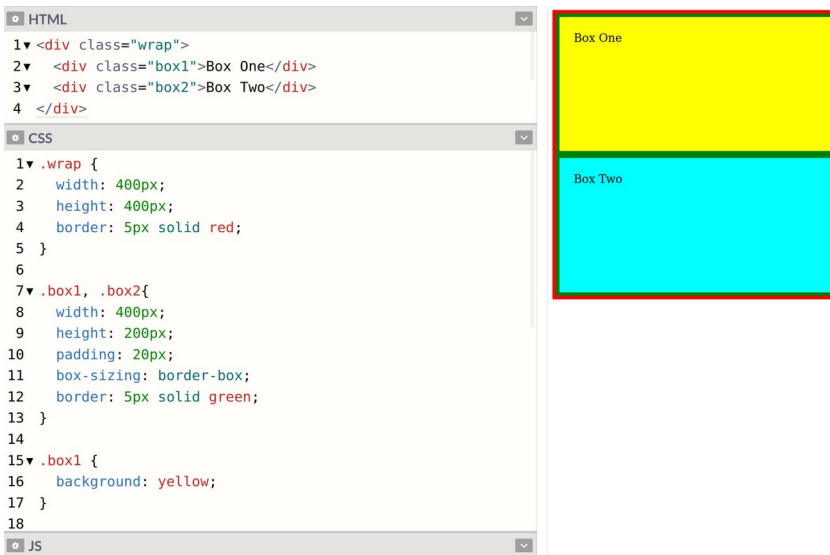 HTML
1 <div class="wrap">
2   <div class="box1">Box One</div>
3   <div class="box2">Box Two</div>
4 </div>
CSS
1 .wrap {
2   width: 400px;
3   height: 400px;
4   border: 5px solid red;
5 }
6
7 .box1, .box2{
8   width: 400px;
9   height: 200px;
10   padding: 20px;
11   box-sizing: border-box;
12   border: 5px solid green;
13 }
14
15 .box1 {
16   background: yellow;
17 }
18
JS
Box One
Box Two